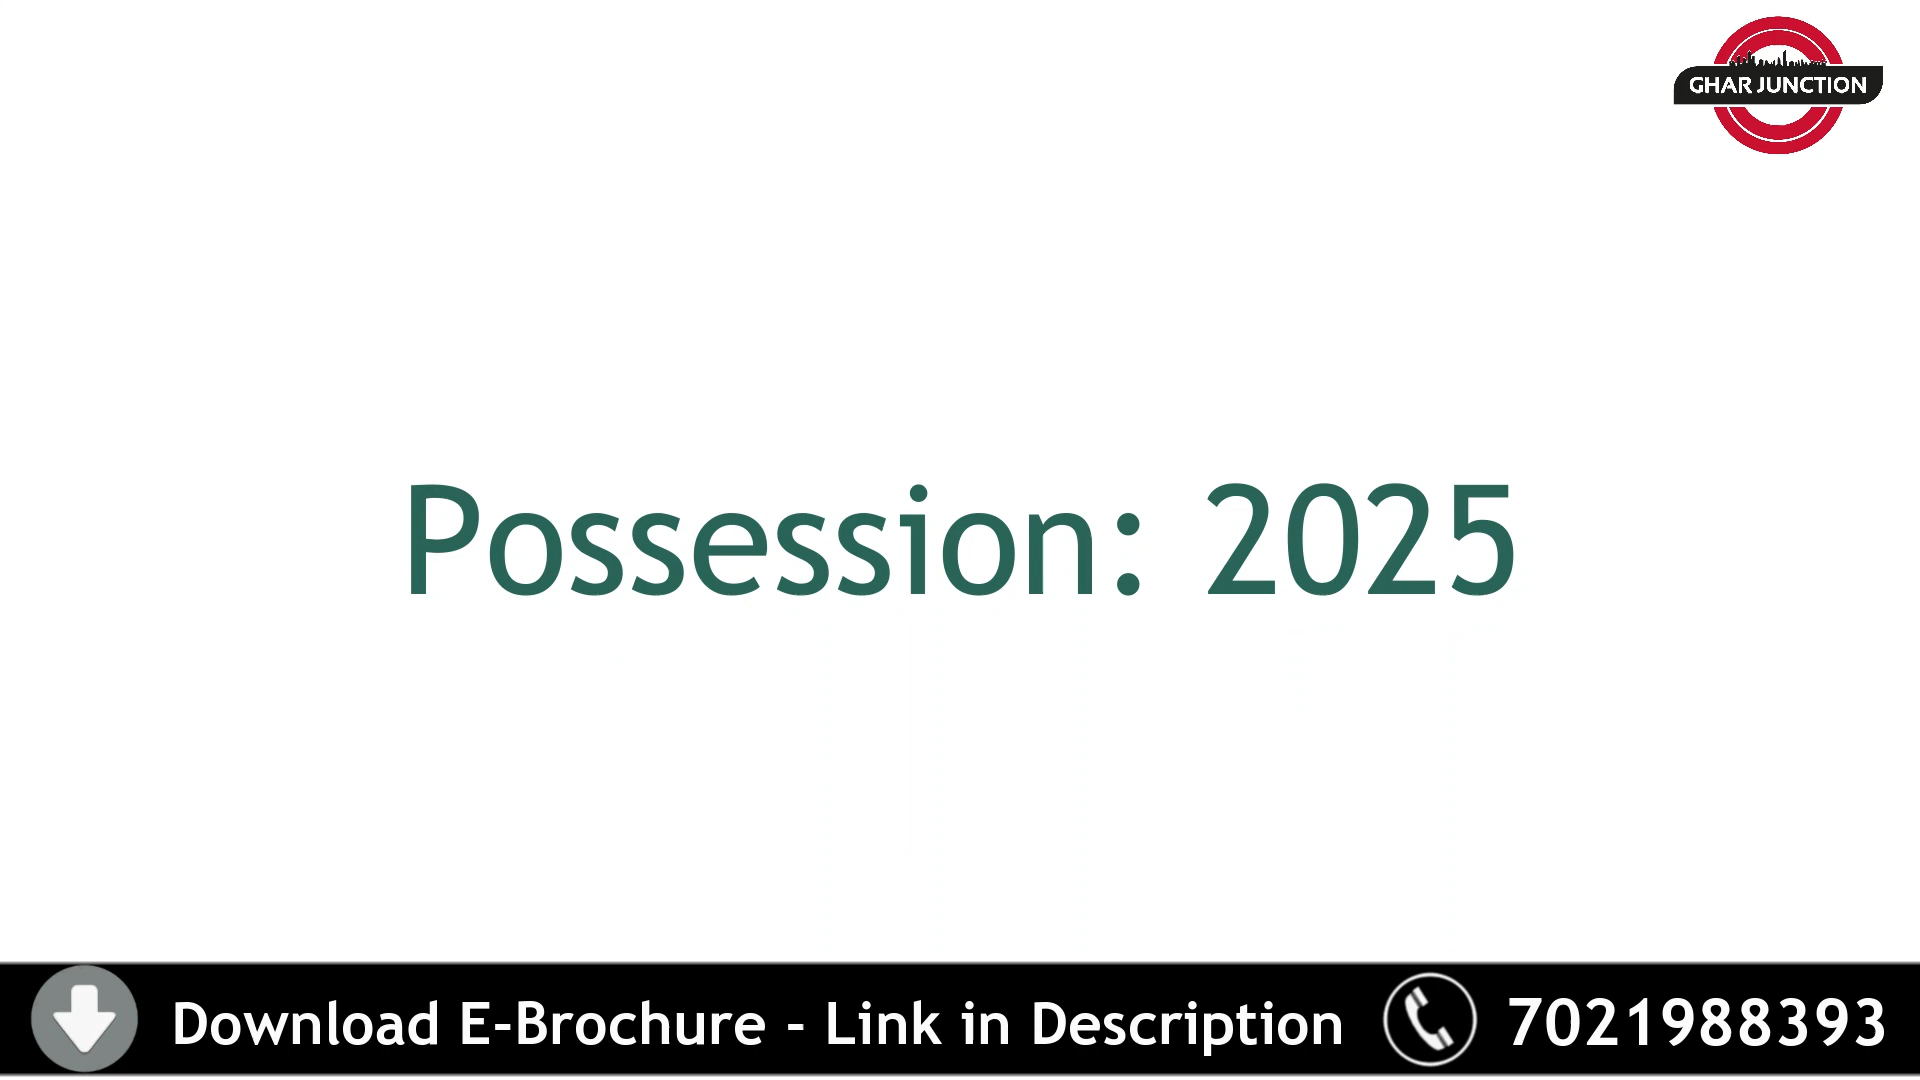 GHAR JUNCTION
Possession: 2025
Download E-Brochure - Link in Description 7021988393